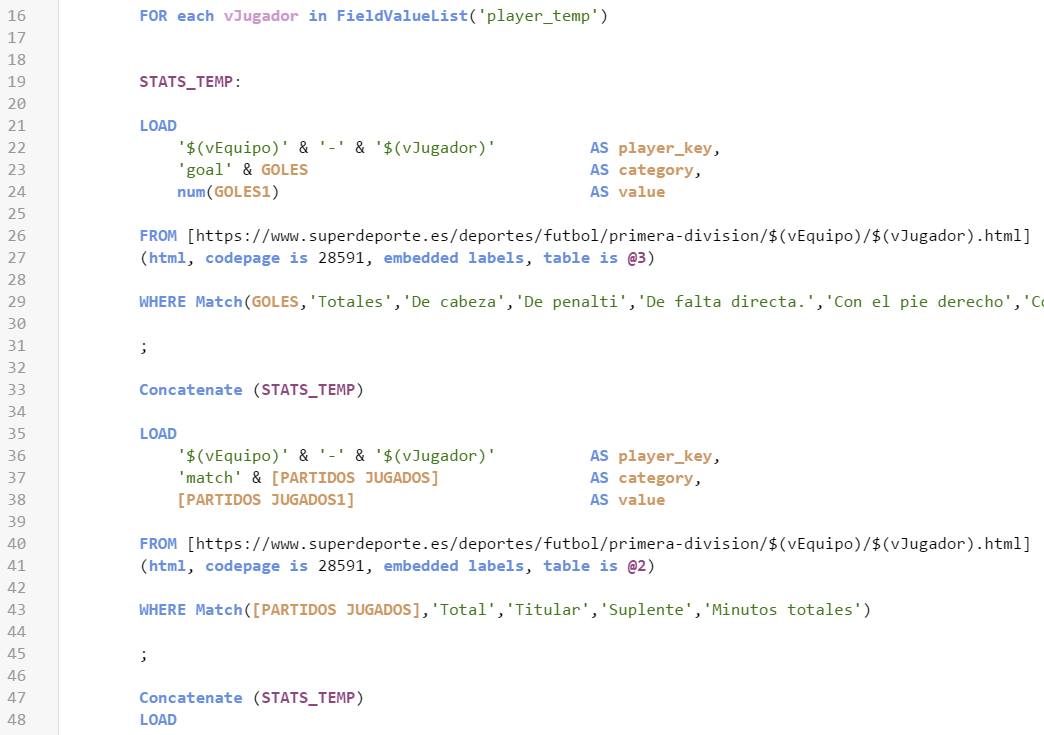 16 FOR each vJugador in FieldValueList('player_temp')
17
18
19 STATS_TEMP:
20
21 LOAD
22 '$(vEquipo)' & '-' & '$(vJugador)' AS player_key,
23 'goal' & GOLES AS category,
24 num(GOLES1) AS value
25
26 FROM [https://www.superdeporte.es/deportes/futbol/primera-division/$(vEquipo)/$(vJugador).html]
27 (html, codepage is 28591, embedded labels, table is @3)
28
29 WHERE Match(GOLES,'Totales','De cabeza','De penalti','De falta directa.','Con el pie derecho','Co
30
31 ;
32
33 Concatenate (STATS_TEMP)
34
35 LOAD
36 '$(vEquipo)' & '-' & '$(vJugador)' AS player_key,
37 'match' & [PARTIDOS JUGADOS] AS category,
38 [PARTIDOS JUGADOS1] AS value
39
40 FROM [https://www.superdeporte.es/deportes/futbol/primera-division/$(vEquipo)/$(vJugador).html]
41 (html, codepage is 28591, embedded labels, table is @2)
42
43 WHERE Match([PARTIDOS JUGADOS],'Total','Titular','Suplente','Minutos totales')
44
45 ;
46
47 Concatenate (STATS_TEMP)
48 LOAD